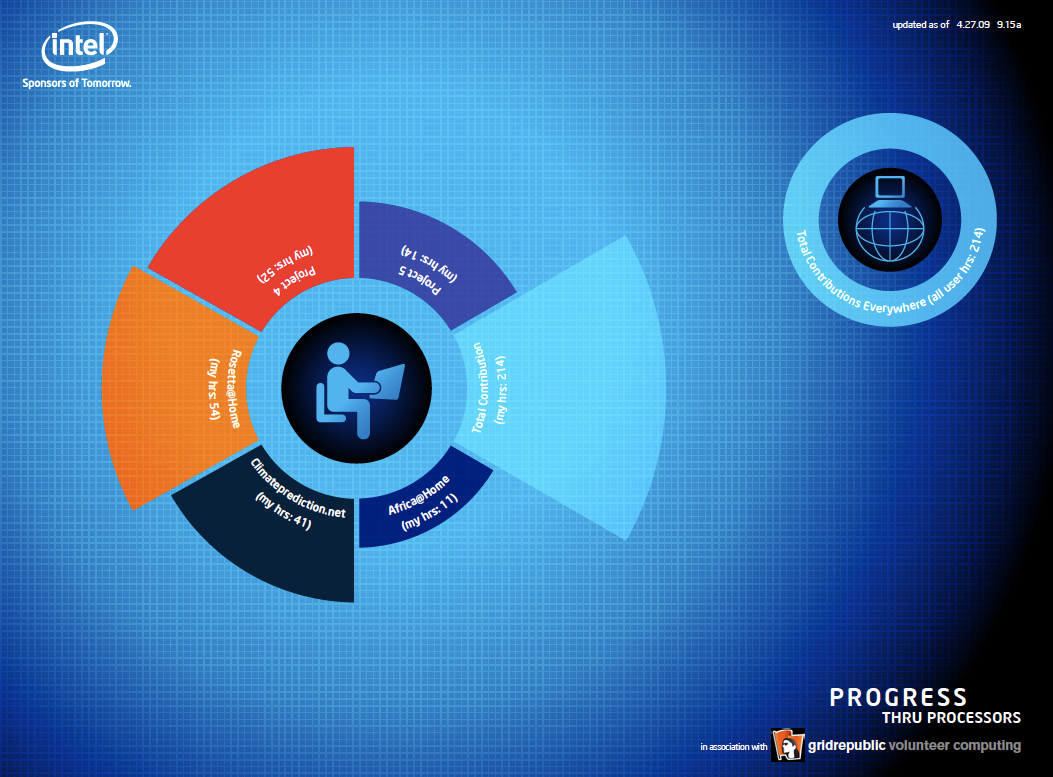 intel
Sponsors of Tomorrow.
updated as of 4.27.09 9.15a
Total Contributions Everywhere (all user hrs: 214)
Project 4
(my hrs: 52)
Project 5
(my hrs: 14)
Total Contribution
(my hrs: 214)
Rosetta@Home
(my hrs: 54)
Climateprediction.net
(my hrs: 41)
Africa@Home
(my hrs: 11)
PROGRESS
THRU PROCESSORS
in association with gridrepublic volunteer computing